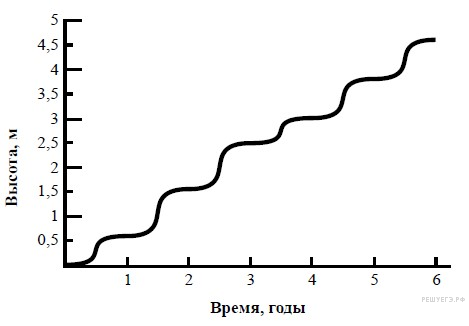 5
4,5
4
3,5
3
2,5
2
1,5
1
0,5
Высота, м
1 2 3 4 5 6
Время, годы
РЕШУЕГЭ.РФ